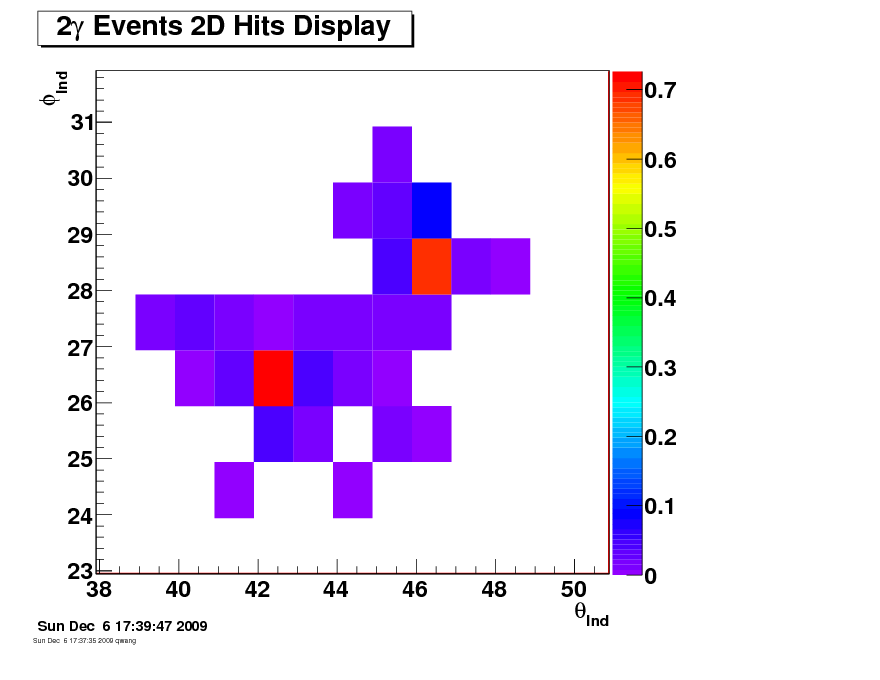 2γ Events 2D Hits Display
ϕInd
31
30
29
28
27
26
25
24
23
38 40 42 44 46 48 50
θInd
0.7
0.6
0.5
0.4
0.3
0.2
0.1
0
Sun Dec 6 17:39:47 2009
Sun Dec 6 17:37:35 2009 qwang